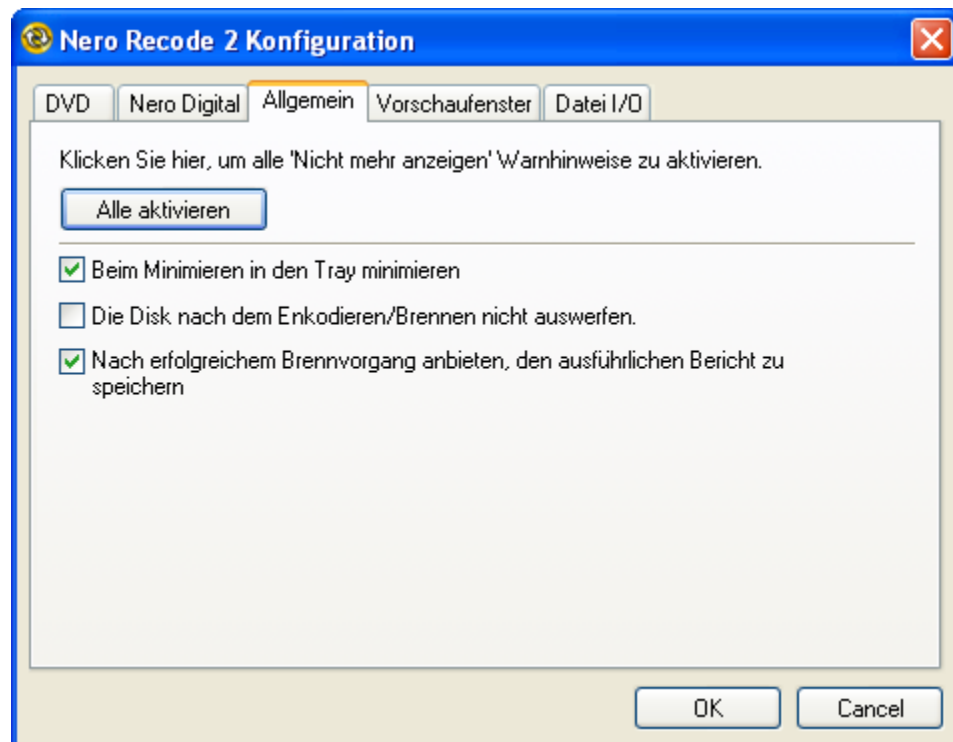 Nero Recode 2 Konfiguration
DVD
Nero Digital
Allgemein
Vorschaufenster
Datei I/O
Klicken Sie hier, um alle 'Nicht mehr anzeigen' Warnhinweise zu aktivieren.
Alle aktivieren
Beim Minimieren in den Tray minimieren
Die Disk nach dem Enkodieren/Brennen nicht auswerfen.
Nach erfolgreichem Brennvorgang anbieten, den ausführlichen Bericht zu
speichern
OK
Cancel